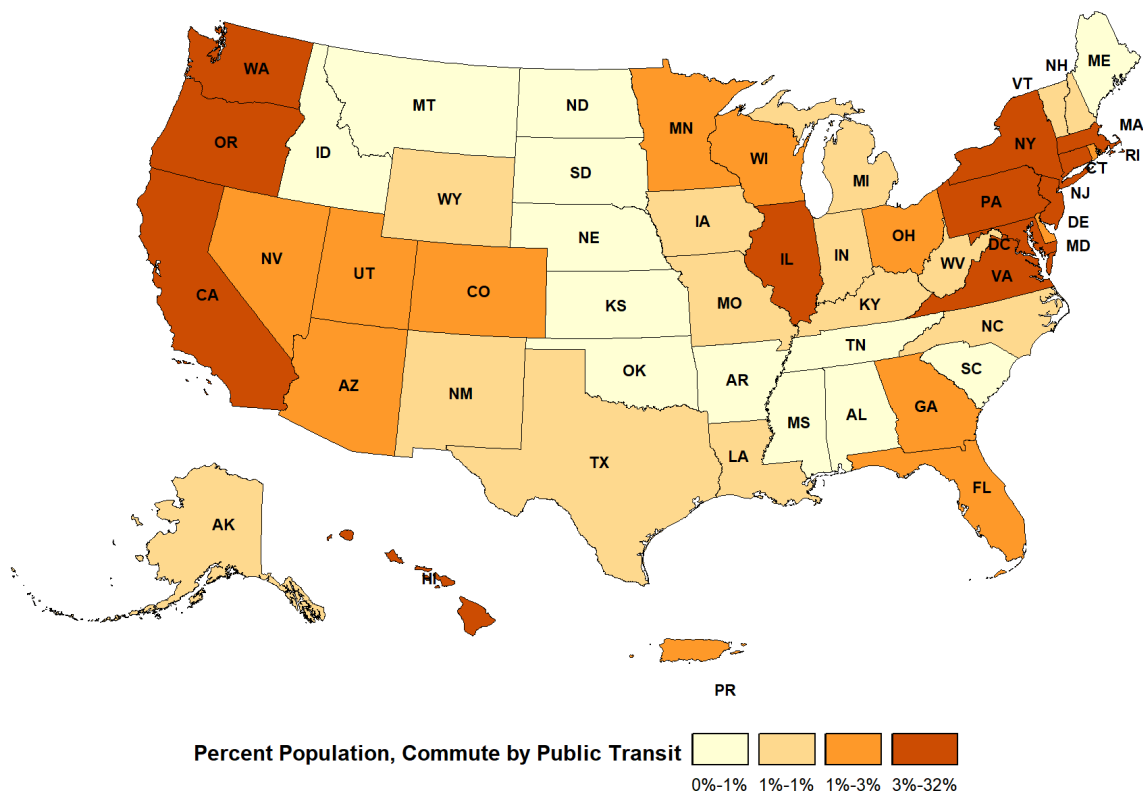 WA
MT
ND
MN
VT
NH
ME
OR
ID
SD
WI
MI
NY
MA
RI
CT
WY
IA
PA
NJ
NE
NV
UT
CO
IL
IN
OH
DE
DC
MD
WV
VA
CA
KS
MO
KY
NC
TN
AZ
NM
OK
AR
SC
MS
AL
GA
TX
LA
FL
AK
HI
PR
Percent Population, Commute by Public Transit
0%-1% 1%-1% 1%-3% 3%-32%